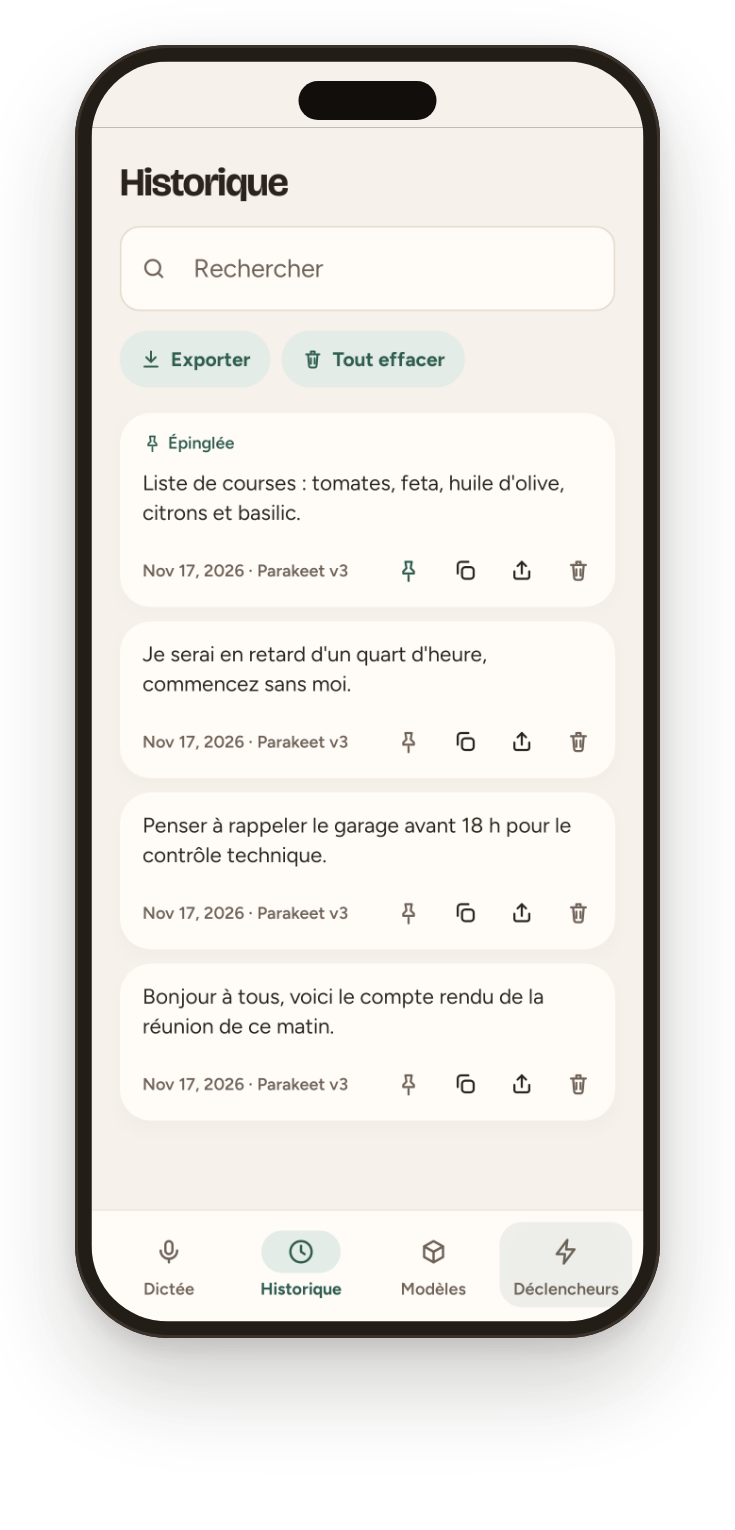 Historique
Rechercher
Exporter
Tout effacer
Épinglée
Liste de courses : tomates, feta, huile d'olive,
citrons et basilic.
Nov 17, 2026 · Parakeet v3
Je serai en retard d'un quart d'heure,
commencez sans moi.
Nov 17, 2026 · Parakeet v3
Penser à rappeler le garage avant 18 h pour le
contrôle technique.
Nov 17, 2026 · Parakeet v3
Bonjour à tous, voici le compte rendu de la
réunion de ce matin.
Nov 17, 2026 · Parakeet v3
Dictée
Historique
Modèles
Déclencheurs